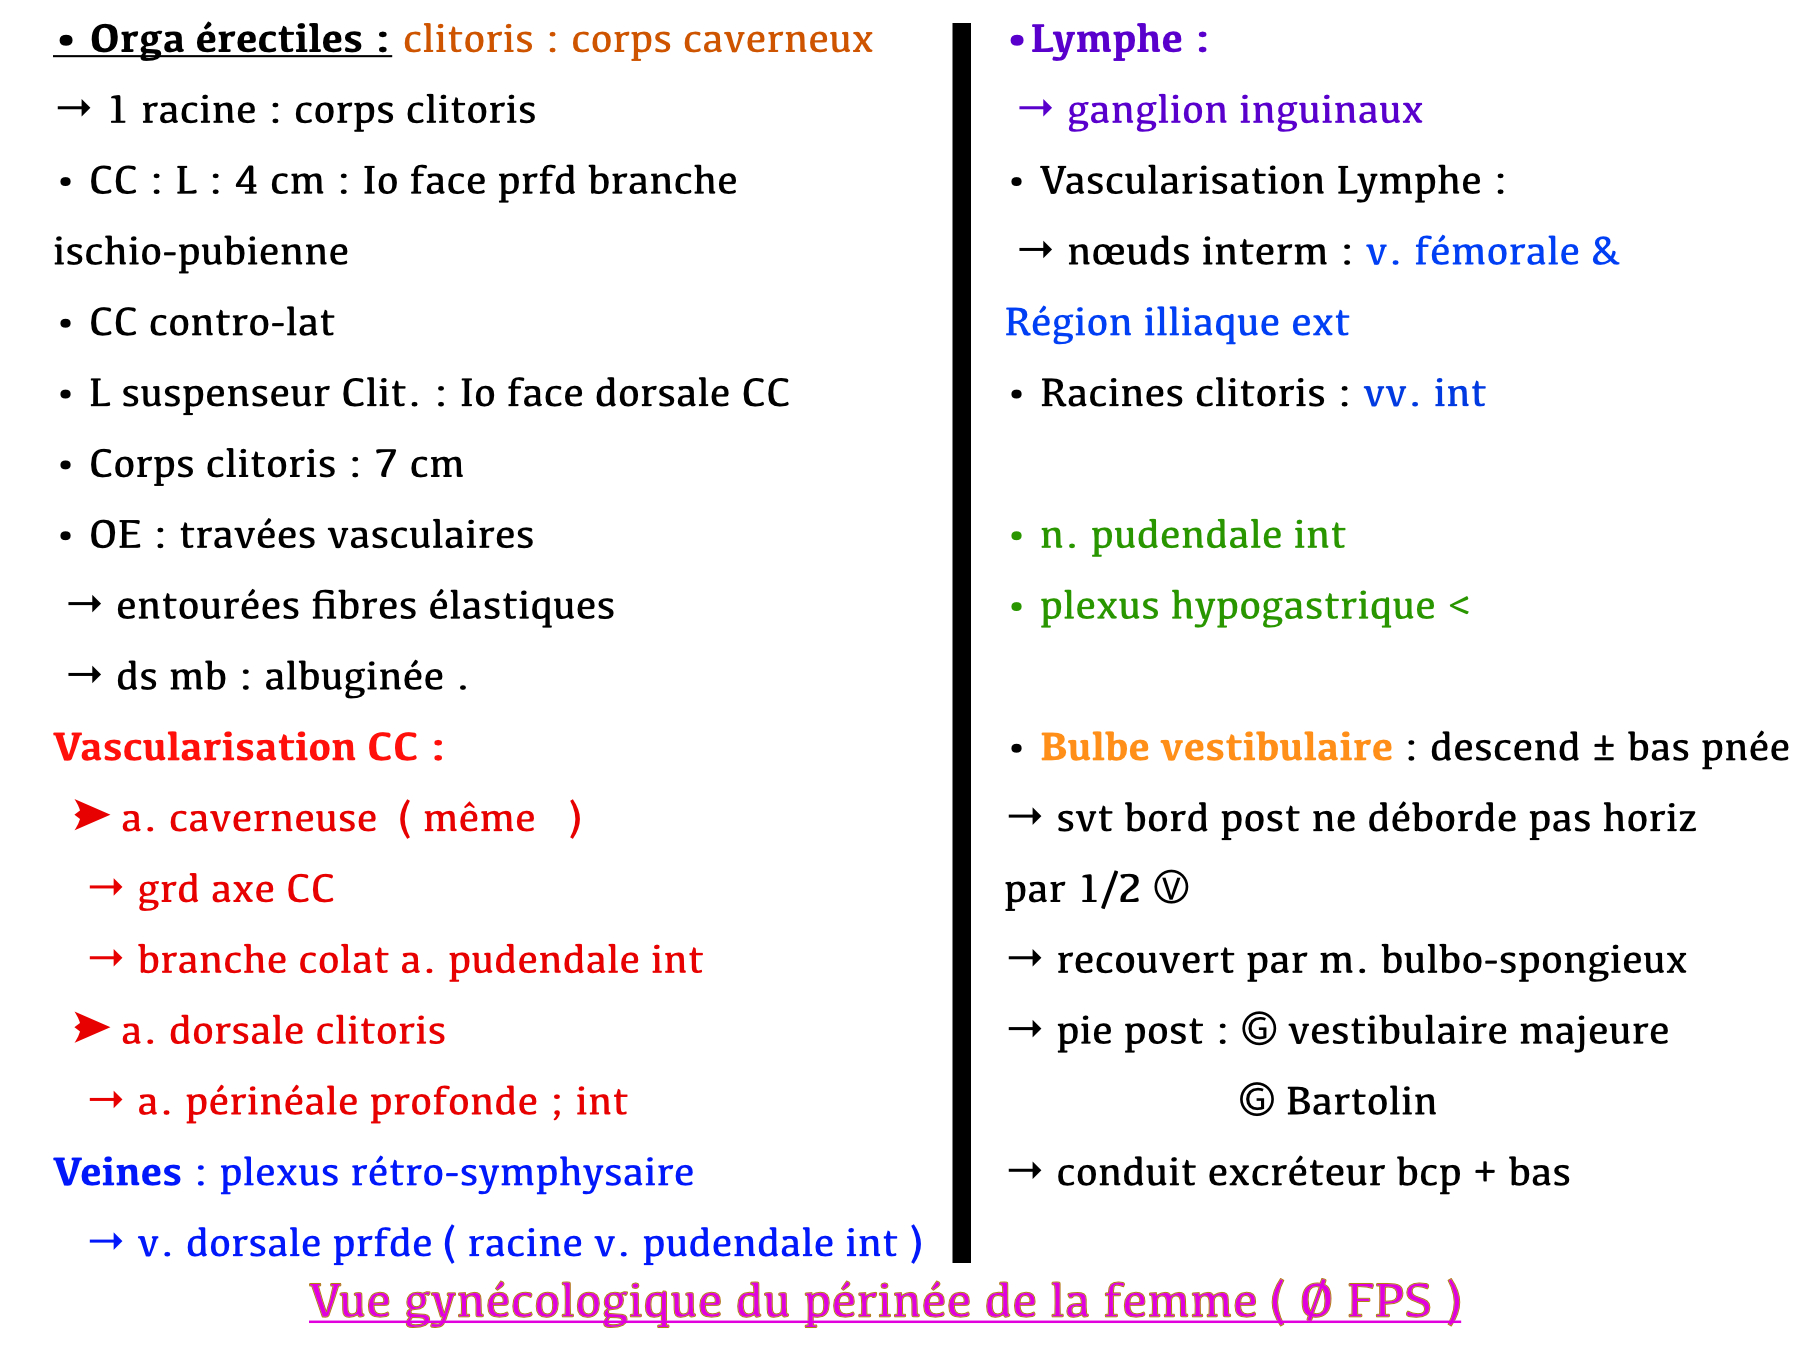 • Orga érectiles : clitoris : corps caverneux
→ 1 racine : corps clitoris
• CC : L : 4 cm : Io face prfd branche
ischio-pubienne
• CC contro-lat
• L suspenseur Clit. : Io face dorsale CC
• Corps clitoris : 7 cm
• OE : travées vasculaires
→ entourées fibres élastiques
→ ds mb : albuginée .
Vascularisation CC :
➤ a. caverneuse ( même )
→ grd axe CC
→ branche colat a. pudendale int
➤ a. dorsale clitoris
→ a. périnéale profonde ; int
Veines : plexus rétro-symphysaire
→ v. dorsale prfde ( racine v. pudendale int )
• Lymphe :
→ ganglion inguinaux
• Vascularisation Lymphe :
→ nœuds interm : v. fémorale &
Région illiaque ext
• Racines clitoris : vv. int
• n. pudendale int
• plexus hypogastrique <
• Bulbe vestibulaire : descend ± bas pnée
→ svt bord post ne déborde pas horiz
par 1/2 Ⓥ
→ recouvert par m. bulbo-spongieux
→ pie post : Ⓖ vestibulaire majeure
Ⓖ Bartolin
→ conduit excréteur bcp + bas
Vue gynécologique du périnée de la femme ( Ø FPS )